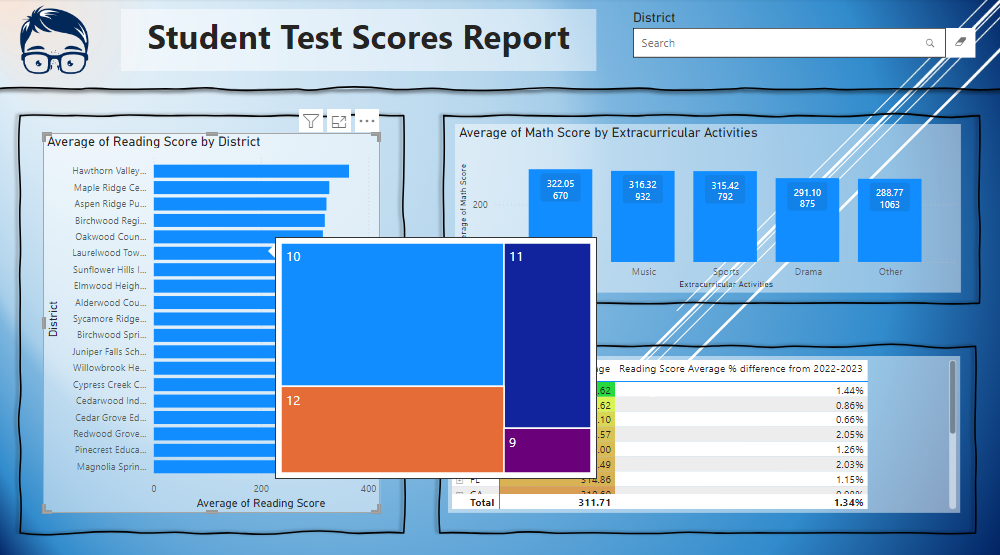 Student Test Scores Report
District
Search
Average of Reading Score by District
District
Hawthorn Valley...
Maple Ridge Ce...
Aspen Ridge Pu...
Birchwood Regi...
Oakwood Coun...
Laurelwood Tow...
Sunflower Hills I...
Elmwood Heigh...
Alderwood Cou...
Sycamore Ridge...
Birchwood Spri...
Juniper Falls Sch...
Willowbrook He...
Cypress Creek C...
Cedarwood Ind...
Cedar Grove Ed...
Redwood Grove...
Pinecrest Educa...
Magnolia Sprin...
0 200 400
Average of Reading Score
10
11
12
9
Average of Math Score by Extracurricular Activities
erage of Math Score
200
322.05
670
316.32
932
315.42
792
291.10
875
288.77
1063
Music Sports Drama Other
Extracurricular Activities
age Reading Score Average % difference from 2022-2023
.62 1.44%
.62 0.86%
.10 0.66%
.57 2.05%
.00 1.26%
.49 2.03%
314.86 1.15%
Total 311.71 1.34%